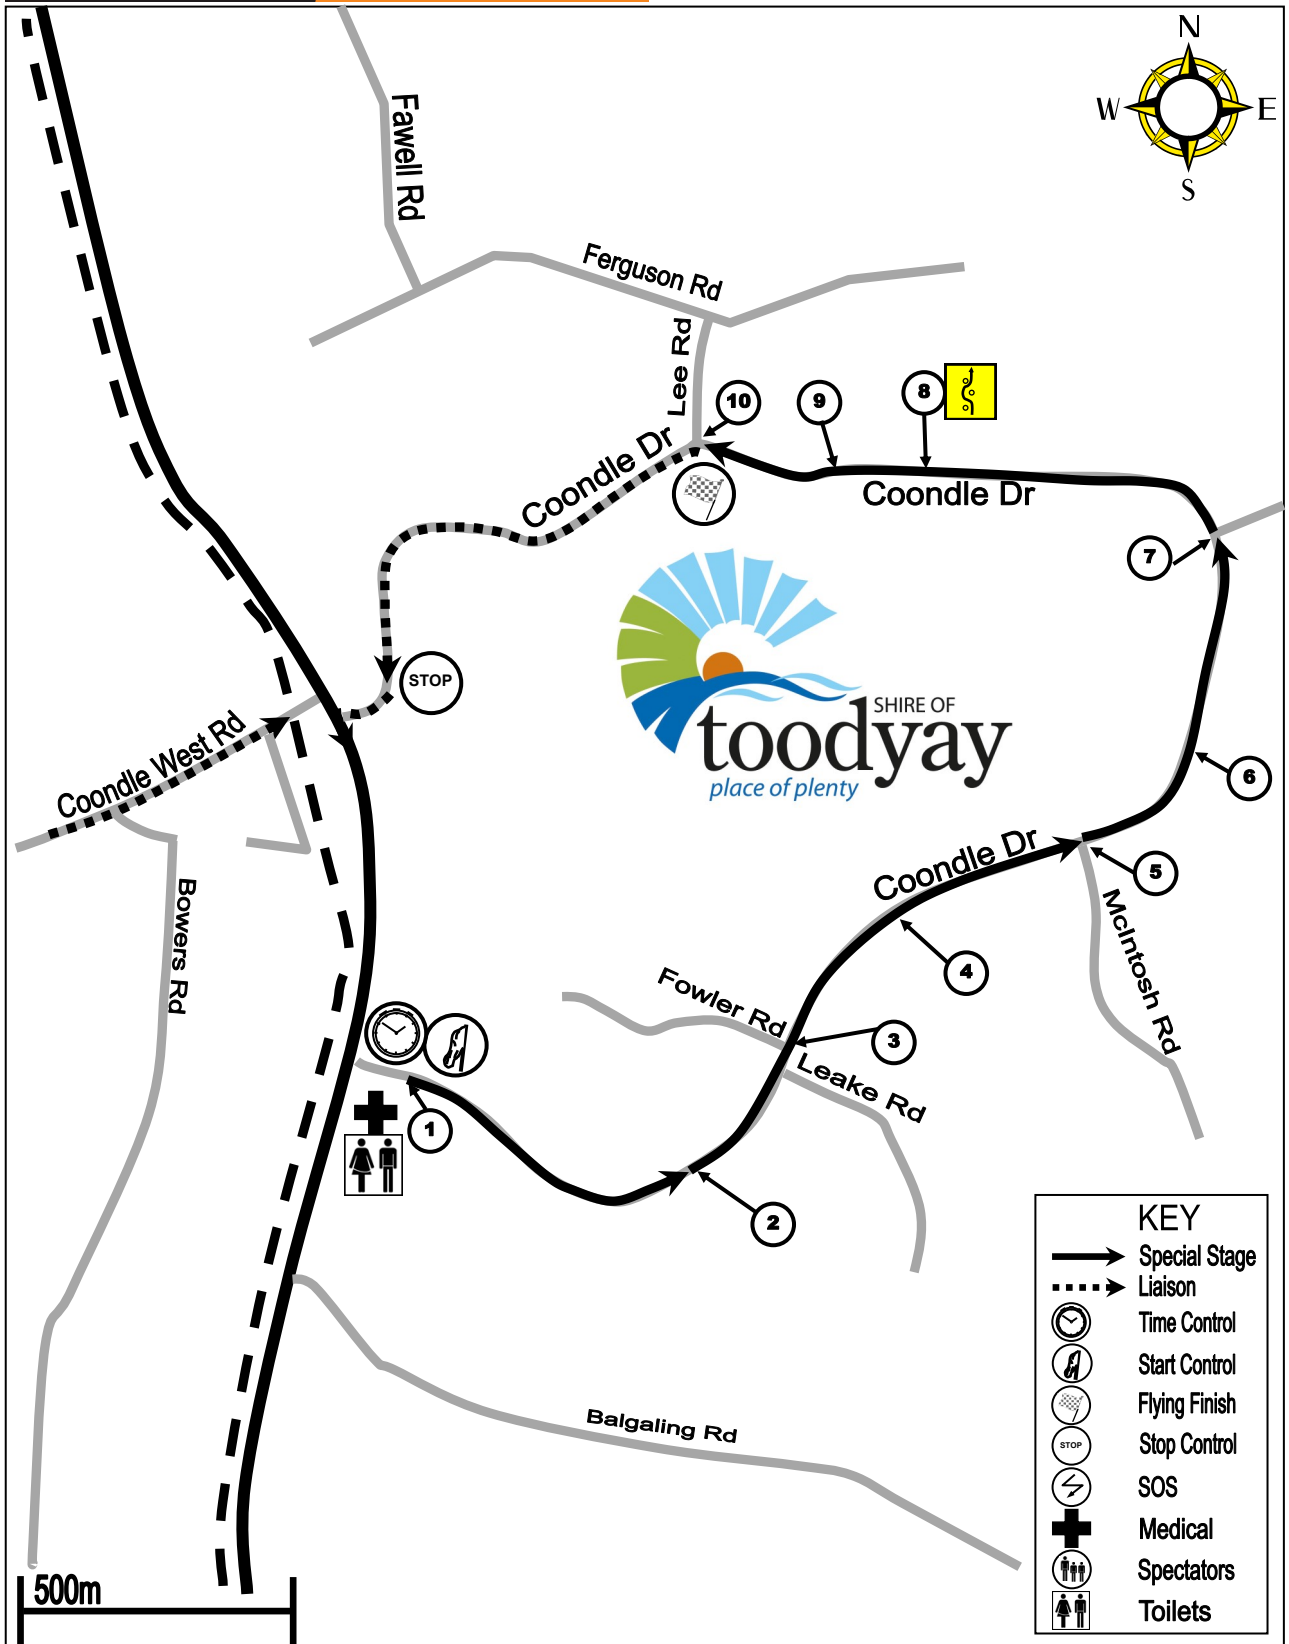 N
W
E
S
Fawell Rd
Ferguson Rd
Lee Rd
10
9
8
Coondle Dr
Coondle Dr
7
STOP
SHIRE OF
toodyay
place of plenty
Coondle West Rd
6
Coondle Dr
5
Bowers Rd
McIntosh Rd
4
Fowler Rd
3
Leake Rd
1
2
KEY
Special Stage
Liaison
Time Control
Start Control
Flying Finish
STOP
Stop Control
SOS
Medical
Spectators
Toilets
Balgaling Rd
500m